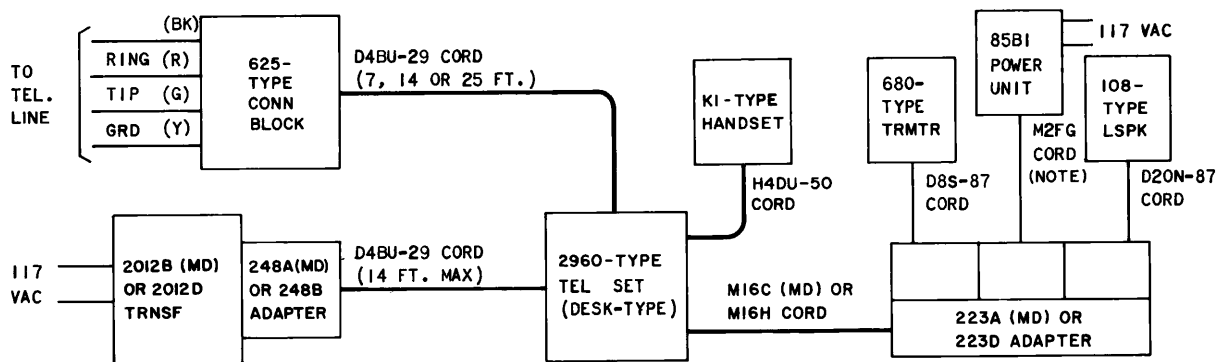 TO
TEL.
LINE
(BK)
RING (R)
TIP (G)
GRD (Y)
625-
TYPE
CONN
BLOCK
D4BU-29 CORD
(7, 14 OR 25 FT.)
K1-TYPE
HANDSET
H4DU-50
CORD
680-
TYPE
TRMTR
D8S-87
CORD
85B1
POWER
UNIT
117 VAC
M2FG
CORD
(NOTE)
108-
TYPE
LSPK
D20N-87
CORD
117
VAC
2012B (MD)
OR 2012D
TRNSF
248A(MD)
OR 248B
ADAPTER
D4BU-29 CORD
(14 FT. MAX)
2960-TYPE
TEL SET
(DESK-TYPE)
M16C (MD) OR
M16H CORD
223A (MD) OR
223D ADAPTER